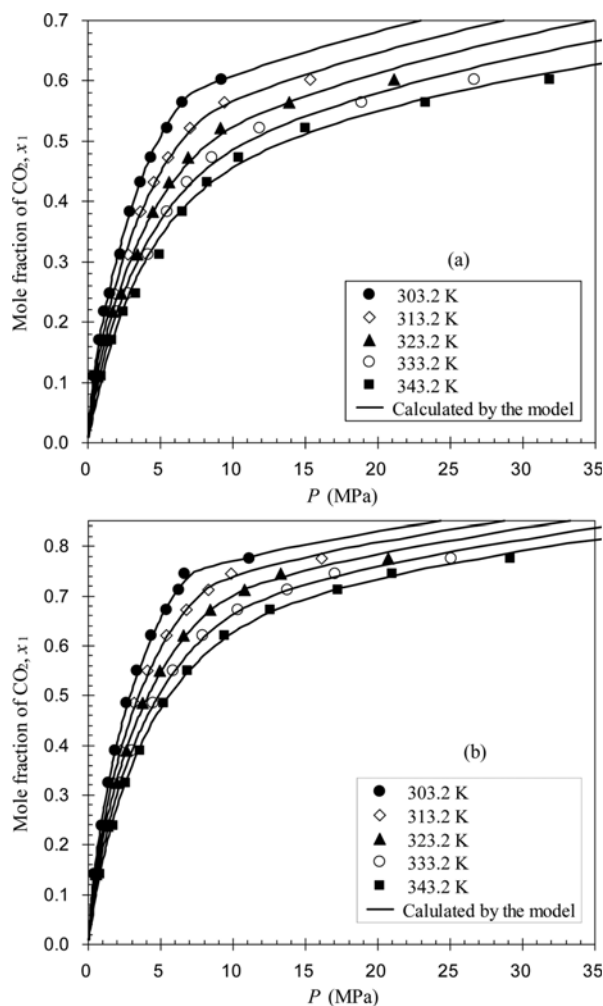 0.7
0.6
0.5
0.4
0.3
0.2
0.1
0.0
Mole fraction of CO₂, x₁
(a)
303.2 K
313.2 K
323.2 K
333.2 K
343.2 K
Calculated by the model
0 5 10 15 20 25 30 35
P (MPa)
0.8
0.7
0.6
0.5
0.4
0.3
0.2
0.1
0.0
Mole fraction of CO₂, x₁
(b)
303.2 K
313.2 K
323.2 K
333.2 K
343.2 K
Calulated by the model
0 5 10 15 20 25 30 35
P (MPa)